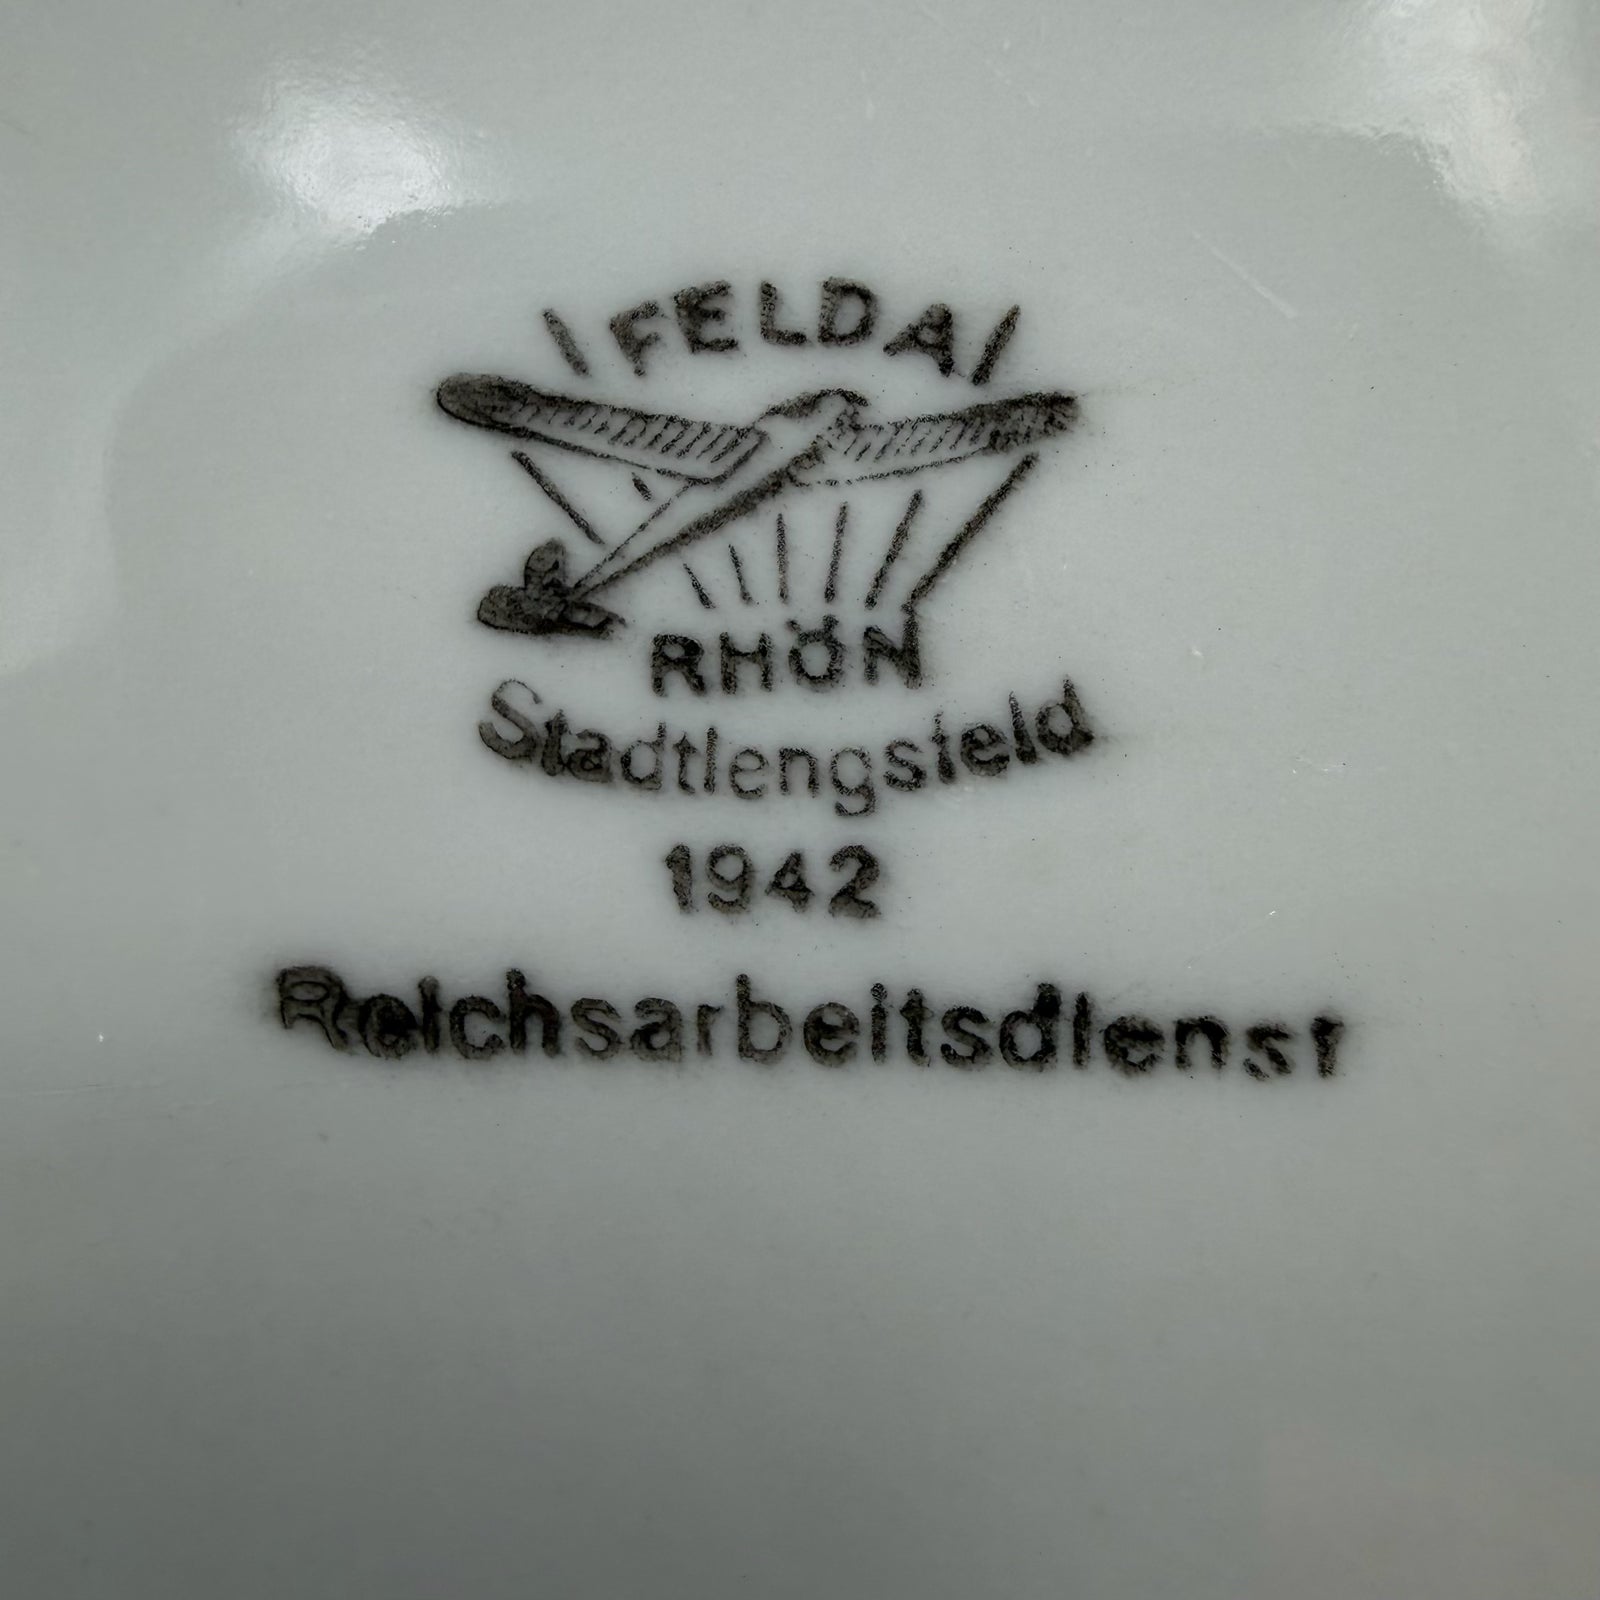 FELDA
RHÖN
Stadtlengsfeld
1942
Reichsarbeitsdienst